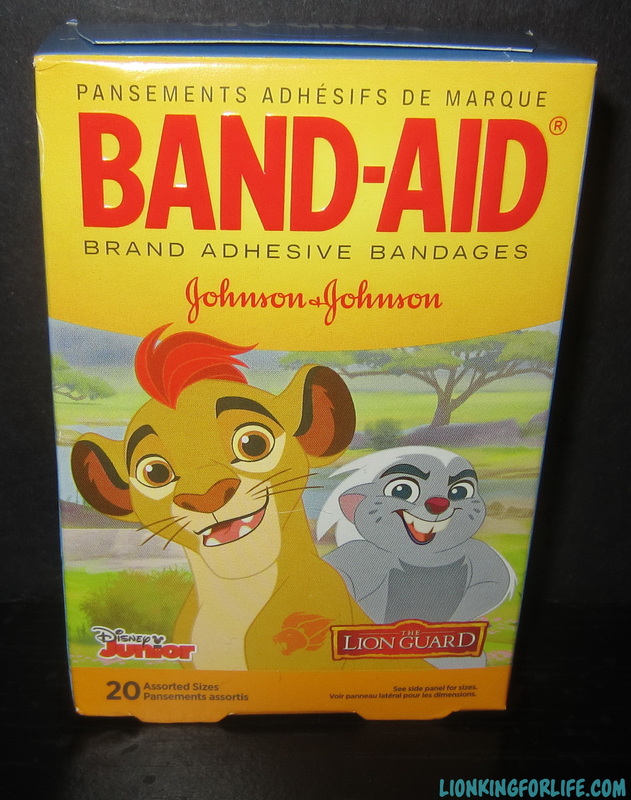 PANSEMENTS ADHÉSIFS DE MARQUE
BAND-AID®
BRAND ADHESIVE BANDAGES
Johnson & Johnson
Disney
Junior
THE
LION GUARD
20 Assorted Sizes
Pansements assortis
See side panel for sizes.
Voir panneau latéral pour les dimensions.
LIONKINGFORLIFE.COM